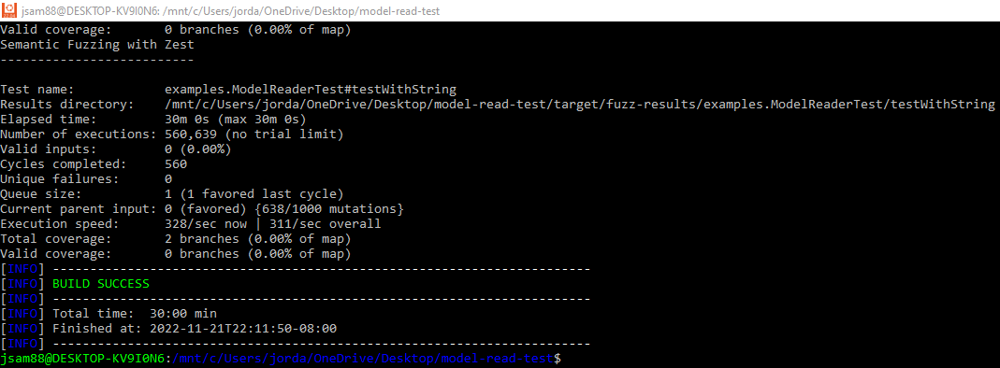 jsam88@DESKTOP-KV9I0N6: /mnt/c/Users/jorda/OneDrive/Desktop/model-read-test
Valid coverage:       0 branches (0.00% of map)
Semantic Fuzzing with Zest
--------------------------
Test name:            examples.ModelReaderTest#testWithString
Results directory:    /mnt/c/Users/jorda/OneDrive/Desktop/model-read-test/target/fuzz-results/examples.ModelReaderTest/testWithString
Elapsed time:         30m 0s (max 30m 0s)
Number of executions: 560,639 (no trial limit)
Valid inputs:         0 (0.00%)
Cycles completed:     560
Unique failures:      0
Queue size:           1 (1 favored last cycle)
Current parent input: 0 (favored) {638/1000 mutations}
Execution speed:      328/sec now | 311/sec overall
Total coverage:       2 branches (0.00% of map)
Valid coverage:       0 branches (0.00% of map)
[INFO] ------------------------------------------------------------------------
[INFO] BUILD SUCCESS
[INFO] ------------------------------------------------------------------------
[INFO] Total time:  30:00 min
[INFO] Finished at: 2022-11-21T22:11:50-08:00
[INFO] ------------------------------------------------------------------------
jsam88@DESKTOP-KV9I0N6:/mnt/c/Users/jorda/OneDrive/Desktop/model-read-test$